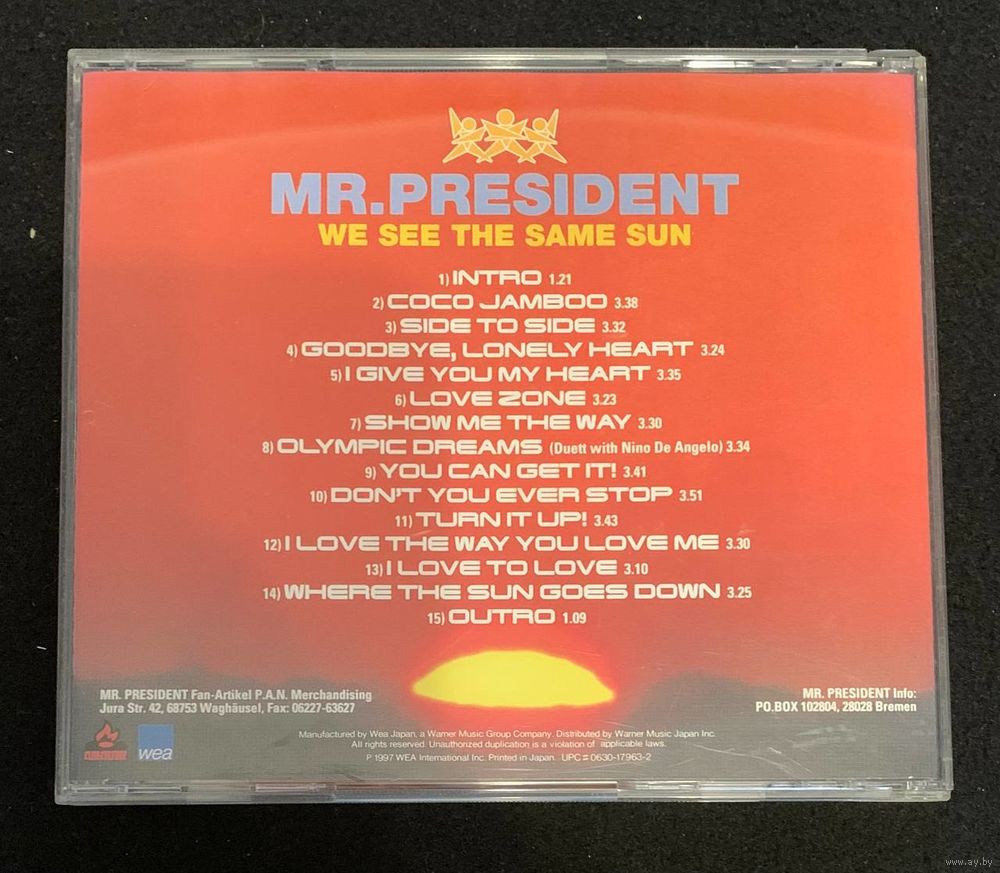 MR.PRESIDENT
WE SEE THE SAME SUN
1) INTRO 1.21
2) COCO JAMBOO 3.38
3) SIDE TO SIDE 3.32
4) GOODBYE, LONELY HEART 3.24
5) I GIVE YOU MY HEART 3.35
6) LOVE ZONE 3.23
7) SHOW ME THE WAY 3.30
8) OLYMPIC DREAMS (Duett with Nino De Angelo) 3.34
9) YOU CAN GET IT! 3.41
10) DON'T YOU EVER STOP 3.51
11) TURN IT UP! 3.43
12) I LOVE THE WAY YOU LOVE ME 3.30
13) I LOVE TO LOVE 3.10
14) WHERE THE SUN GOES DOWN 3.25
15) OUTRO 1.09
MR. PRESIDENT Fan-Artikel P.A.N. Merchandising
Jura Str. 42, 68753 Waghäusel, Fax: 06227-63627
MR. PRESIDENT Info:
PO.BOX 102804, 28028 Bremen
wea
Manufactured by Wea Japan, a Warner Music Group Company. Distributed by Warner Music Japan Inc.
All rights reserved. Unauthorized duplication is a violation of applicable laws.
P 1997 WEA International Inc. Printed in Japan. UPC # 0630-17963-2
www.ay.by